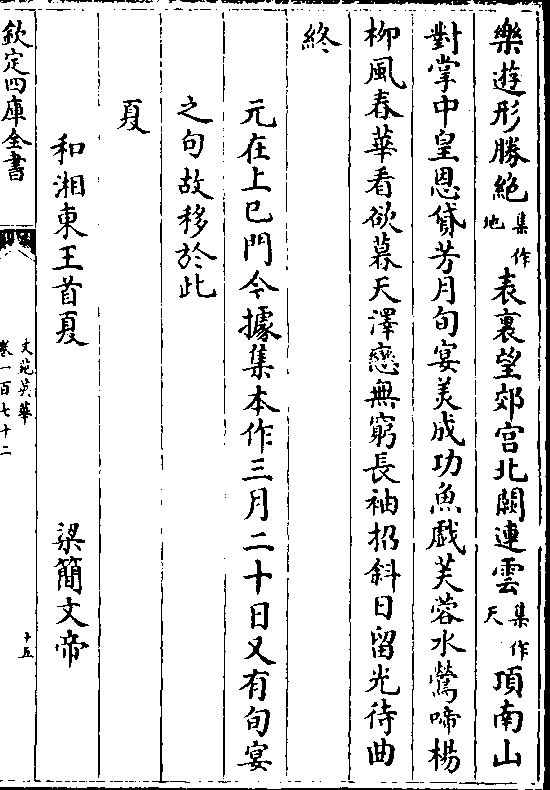 樂遊形勝絶集作地表裏望郊宫北闕連雲集作天項南山
對掌中皇恩貸芳月旬宴美成功魚戲芙蓉水鶯啼楊
柳風春華看欲暮天澤戀無窮長袖招斜日留光待曲
終
元在上巳門今據集本作三月二十日又有旬宴
之句故移於此
夏
和湘東王首夏 梁簡文帝
欽定四庫全書
文苑英華
卷一百七十二
十五